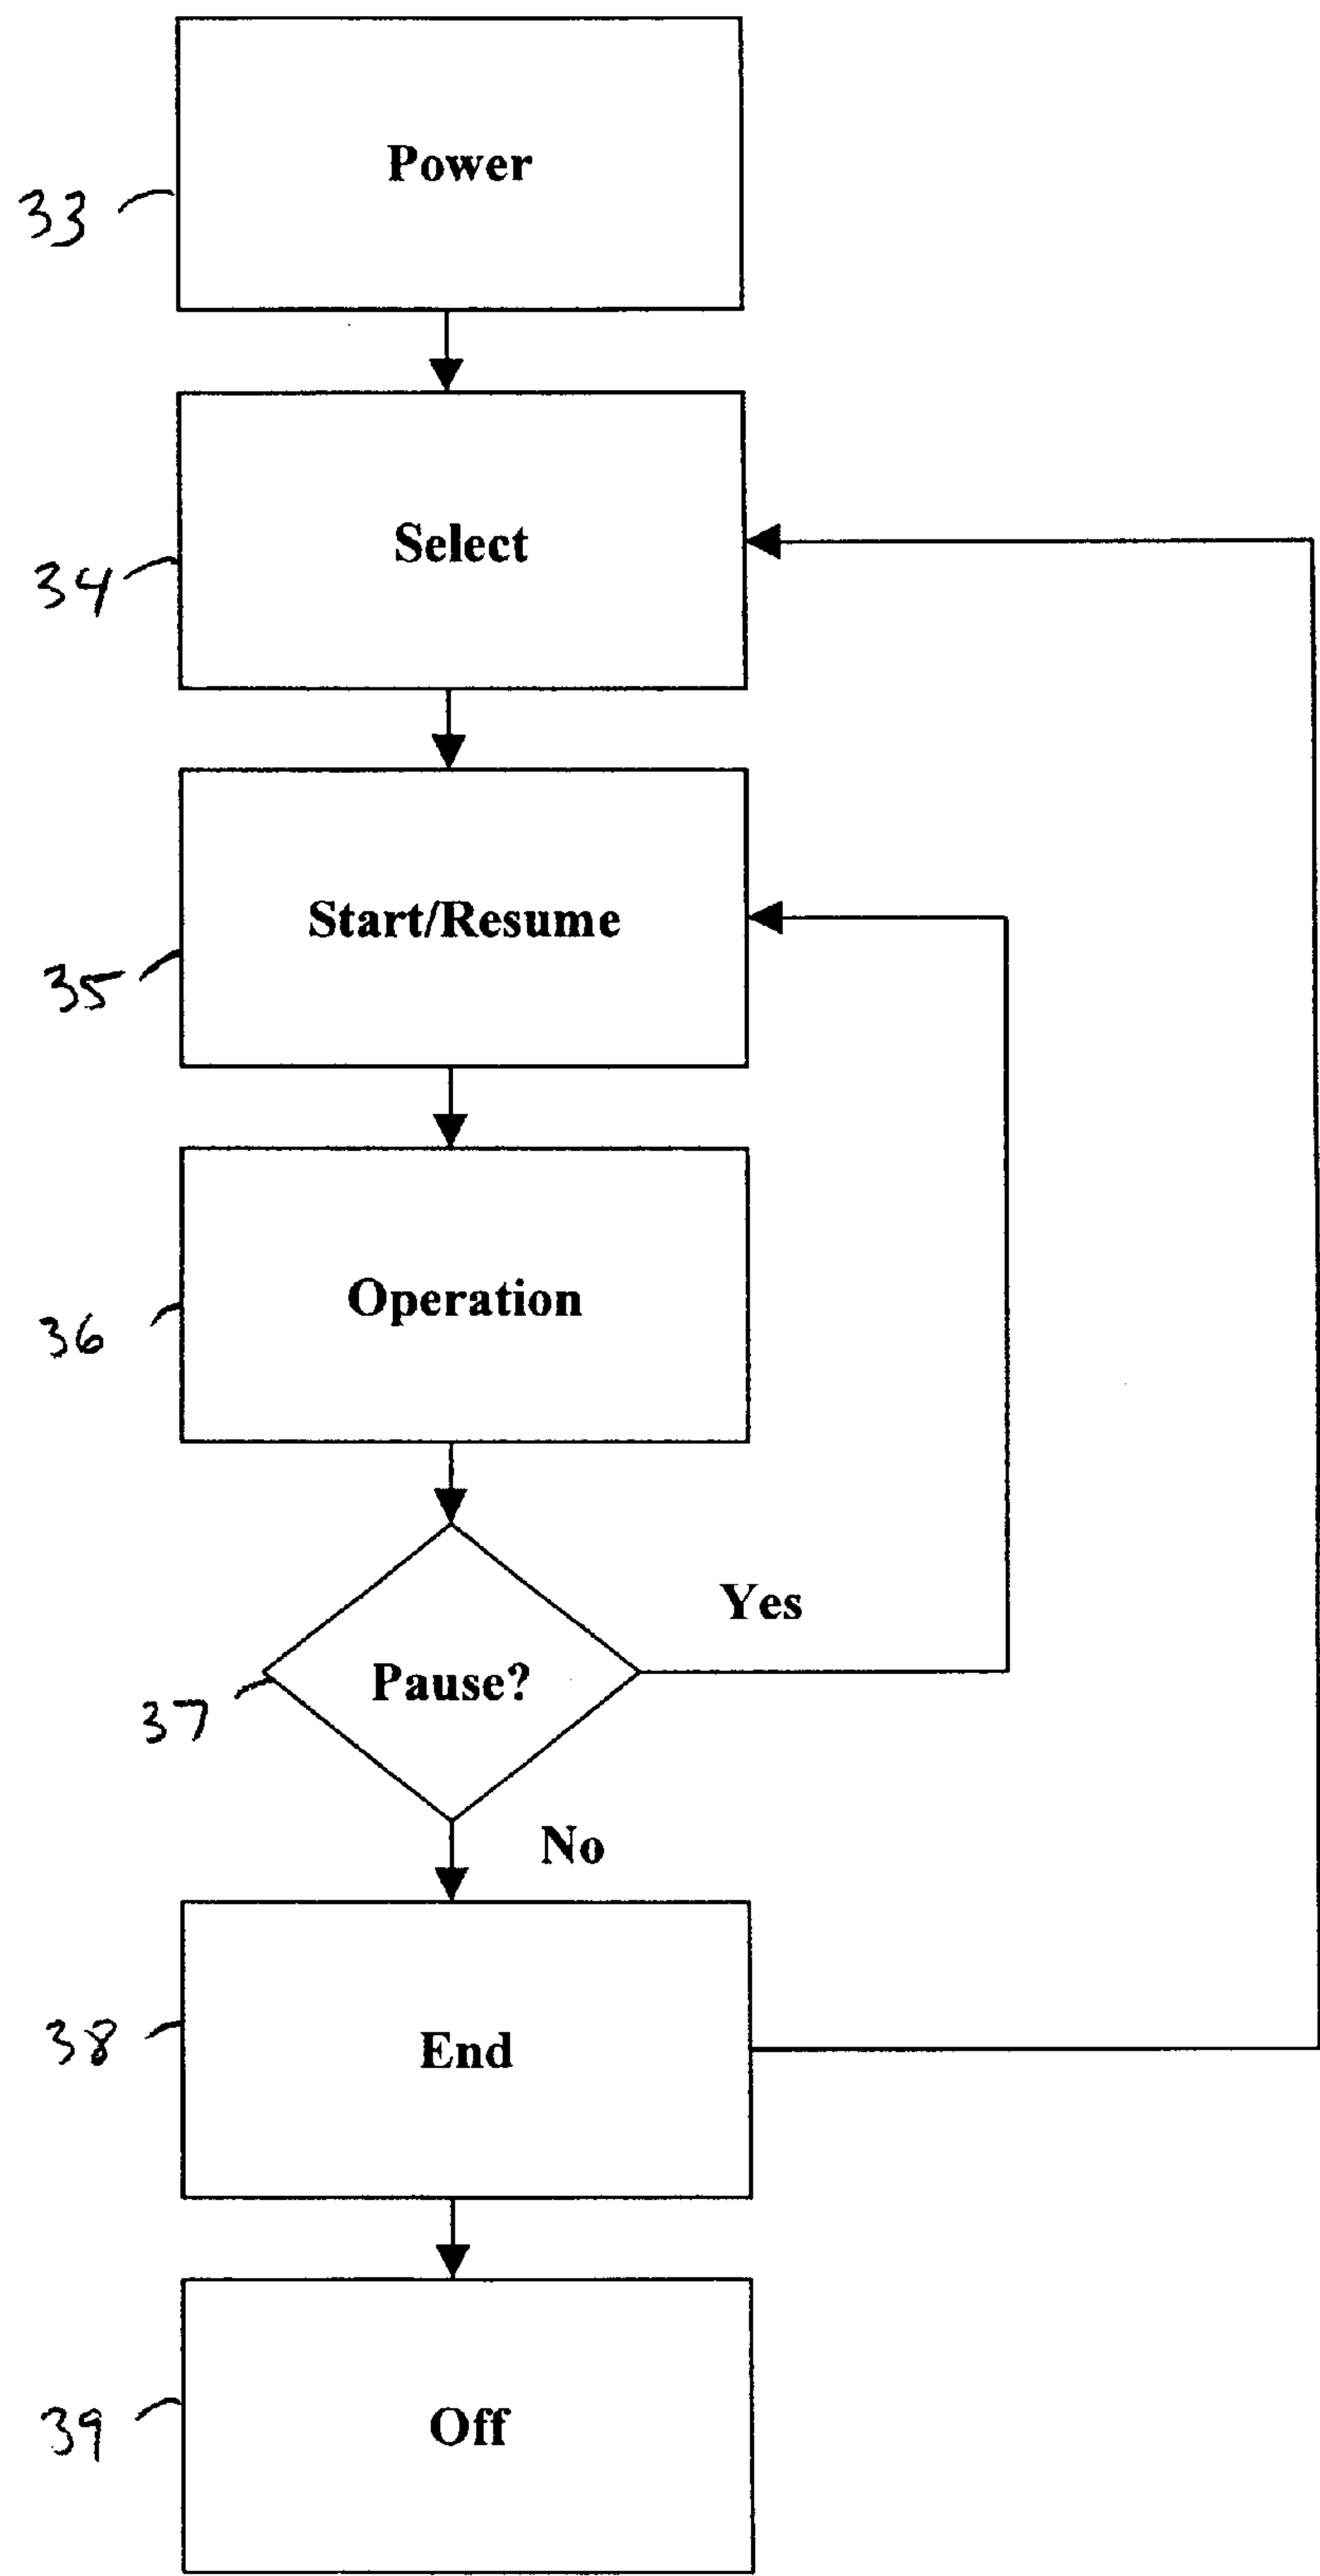 Power
33
Select
34
Start/Resume
35
Operation
36
Yes
Pause?
37
No
End
38
Off
39